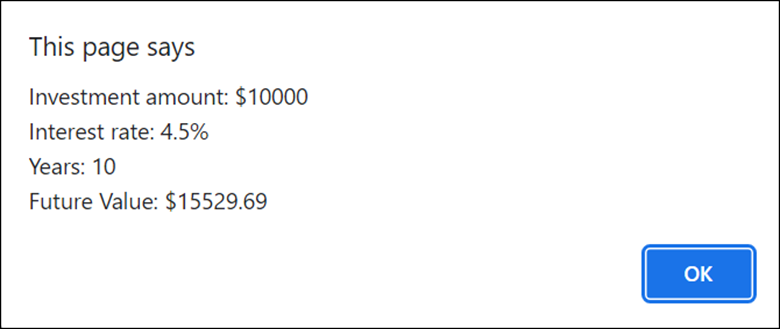 This page says
Investment amount: $10000
Interest rate: 4.5%
Years: 10
Future Value: $15529.69
OK